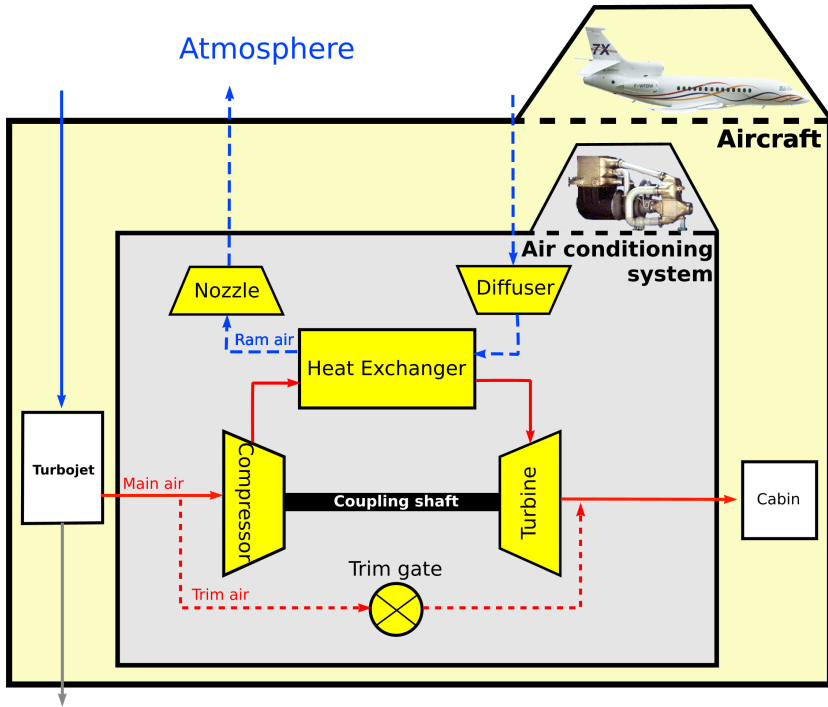 Atmosphere
7X
Aircraft
Air conditioning
system
Nozzle
Diffuser
Ram air
Heat Exchanger
Turbojet
Main air
Compressor
Coupling shaft
Turbine
Cabin
Trim gate
Trim air